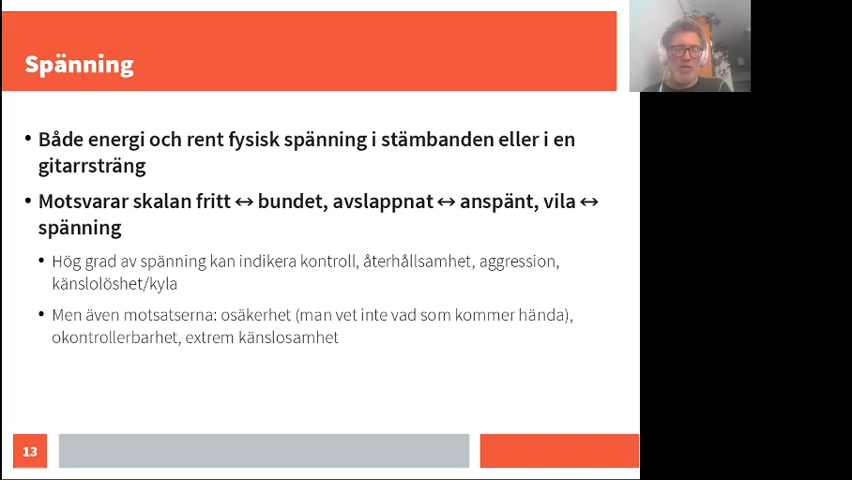 Spänning
• Både energi och rent fysisk spänning i stämbanden eller i en
gitarrsträng
• Motsvarar skalan fritt ↔ bundet, avslappnat ↔ anspänt, vila ↔
spänning
• Hög grad av spänning kan indikera kontroll, återhållsamhet, aggression,
känslolöshet/kyla
• Men även motsatserna: osäkerhet (man vet inte vad som kommer hända),
okontrollerbarhet, extrem känslosamhet
13